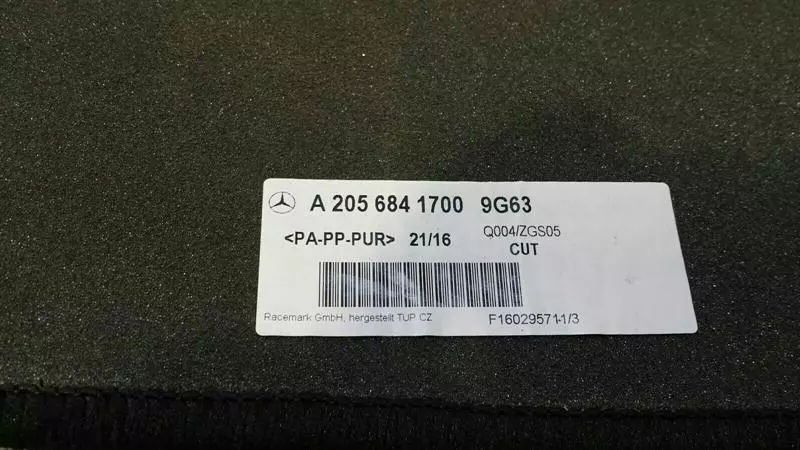 A 205 684 1700 9G63
<PA-PP-PUR> 21/16 Q004/ZGS05
CUT
Racemark GmbH, hergestellt TUP CZ F16029571-1/3